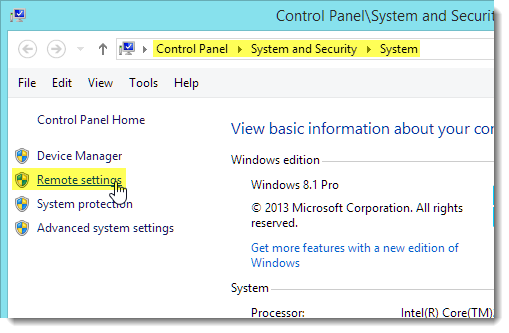 Control Panel\System and Securit
Control Panel System and Security System
File Edit View Tools Help
Control Panel Home
Device Manager
Remote settings
System protection
Advanced system settings
View basic information about your co
Windows edition
Windows 8.1 Pro
© 2013 Microsoft Corporation. All rights
reserved.
Get more features with a new edition of
Windows
System
Processor: Intel(R) Core(TM)